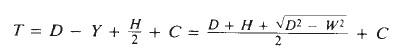 T = D − Y + H/2 + C = (D + H + √(D² − W²))/2 + C